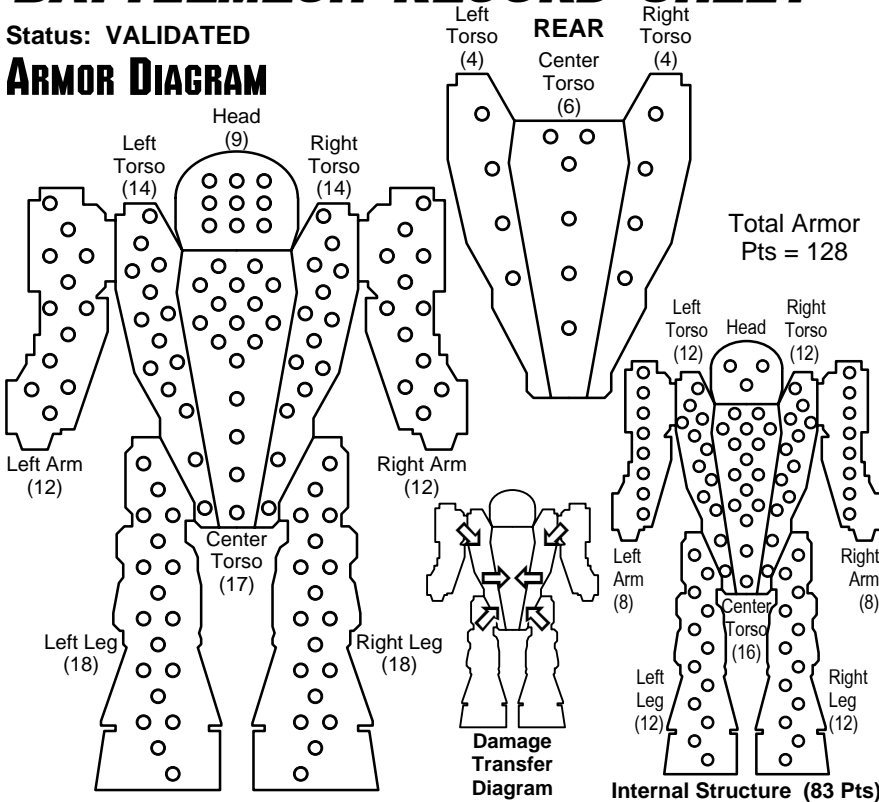 BATTLEMECH RECORD SHEET
Status: VALIDATED
ARMOR DIAGRAM
Head
(9)
Left
Torso
(14)
Right
Torso
(14)
Left Arm
(12)
Right Arm
(12)
Center
Torso
(17)
Left Leg
(18)
Right Leg
(18)
REAR
Left
Torso
(4)
Center
Torso
(6)
Right
Torso
(4)
Total Armor
Pts = 128
Left
Torso
(12)
Head
Right
Torso
(12)
Left
Arm
(8)
Right
Arm
(8)
Center
Torso
(16)
Left
Leg
(12)
Right
Leg
(12)
Damage
Transfer
Diagram
Internal Structure (83 Pts)